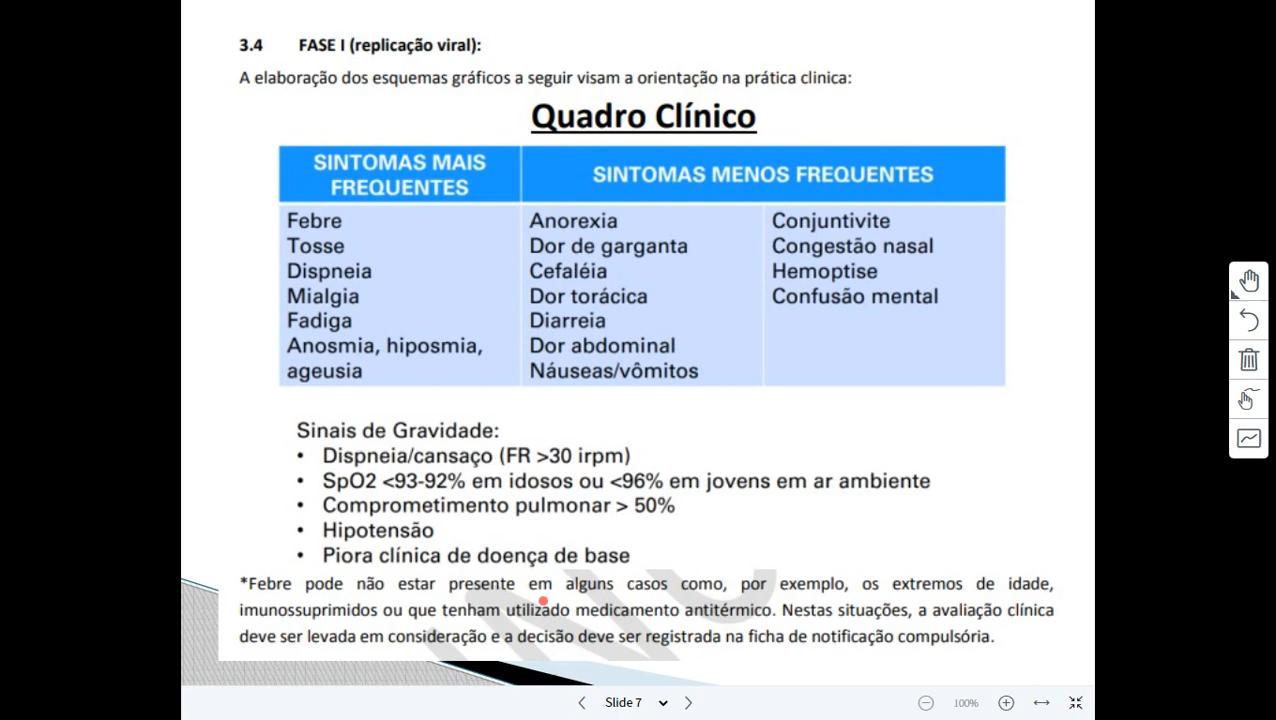 3.4 FASE I (replicação viral):
A elaboração dos esquemas gráficos a seguir visam a orientação na prática clinica:
Quadro Clínico
SINTOMAS MAIS
FREQUENTES
SINTOMAS MENOS FREQUENTES
Febre
Tosse
Dispneia
Mialgia
Fadiga
Anosmia, hiposmia,
ageusia
Anorexia
Dor de garganta
Cefaléia
Dor torácica
Diarreia
Dor abdominal
Náuseas/vômitos
Conjuntivite
Congestão nasal
Hemoptise
Confusão mental
Sinais de Gravidade:
• Dispneia/cansaço (FR >30 irpm)
• SpO2 <93-92% em idosos ou <96% em jovens em ar ambiente
• Comprometimento pulmonar > 50%
• Hipotensão
• Piora clínica de doença de base
*Febre pode não estar presente em alguns casos como, por exemplo, os extremos de idade,
imunossuprimidos ou que tenham utilizado medicamento antitérmico. Nestas situações, a avaliação clínica
deve ser levada em consideração e a decisão deve ser registrada na ficha de notificação compulsória.
Slide 7
100%